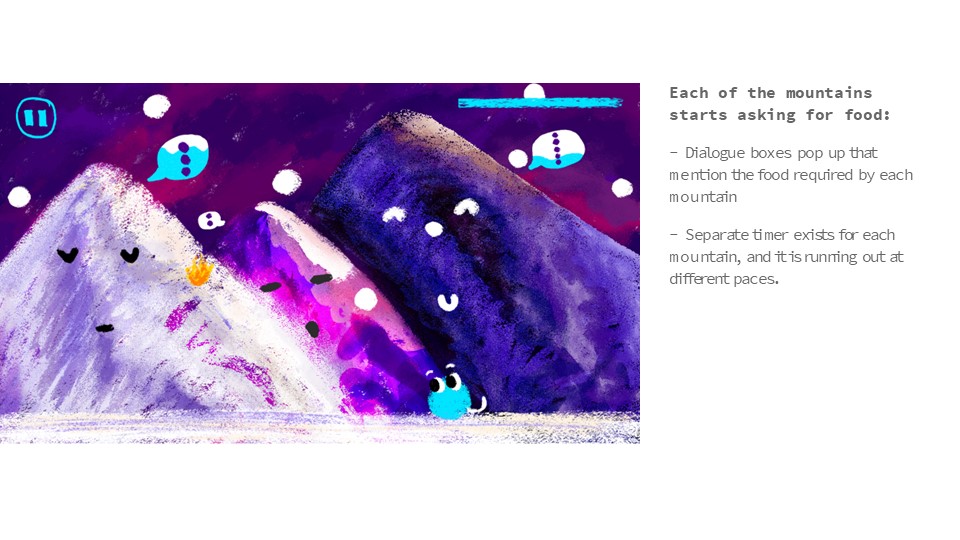 Each of the mountains
starts asking for food:
- Dialogue boxes pop up that
mention the food required by each
mountain
- Separate timer exists for each
mountain, and it is running out at
different paces.